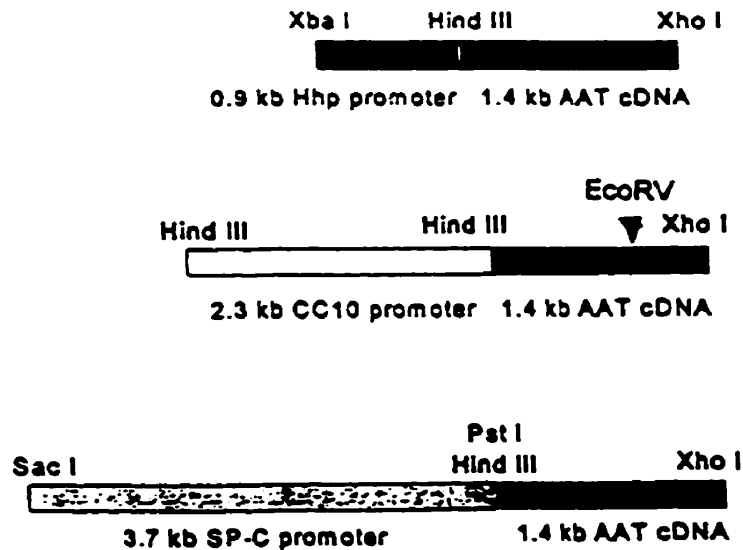 Xba I Hind III Xho I
0.9 kb Hhp promoter 1.4 kb AAT cDNA
EcoRV
Hind III Hind III Xho I
2.3 kb CC10 promoter 1.4 kb AAT cDNA
Pst I
Sac I Hind III Xho I
3.7 kb SP-C promoter 1.4 kb AAT cDNA